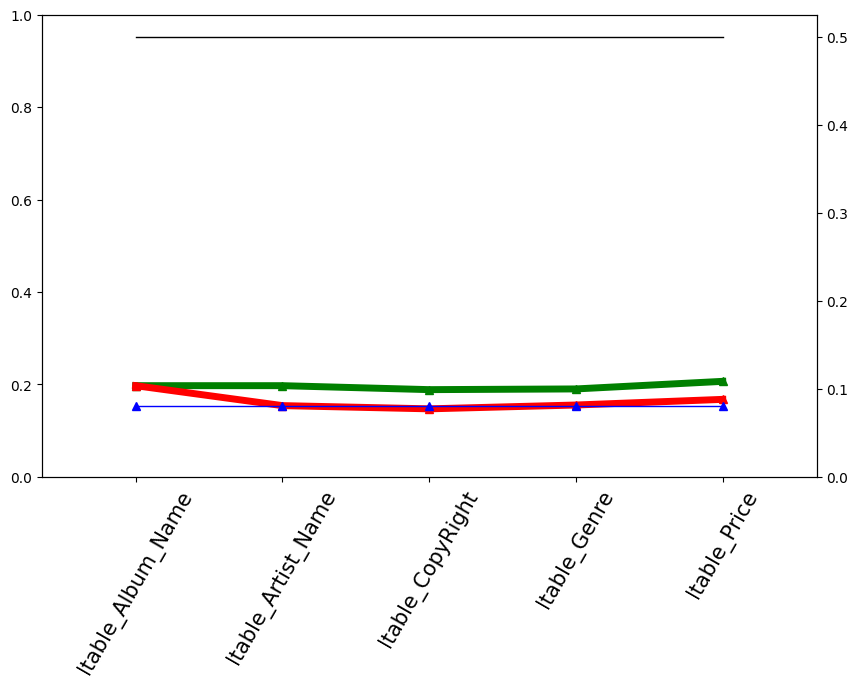 1.0
0.8
0.6
0.4
0.2
0.0
0.5
0.4
0.3
0.2
0.1
0.0
Itable_Album_Name
Itable_Artist_Name
Itable_CopyRight
Itable_Genre
Itable_Price